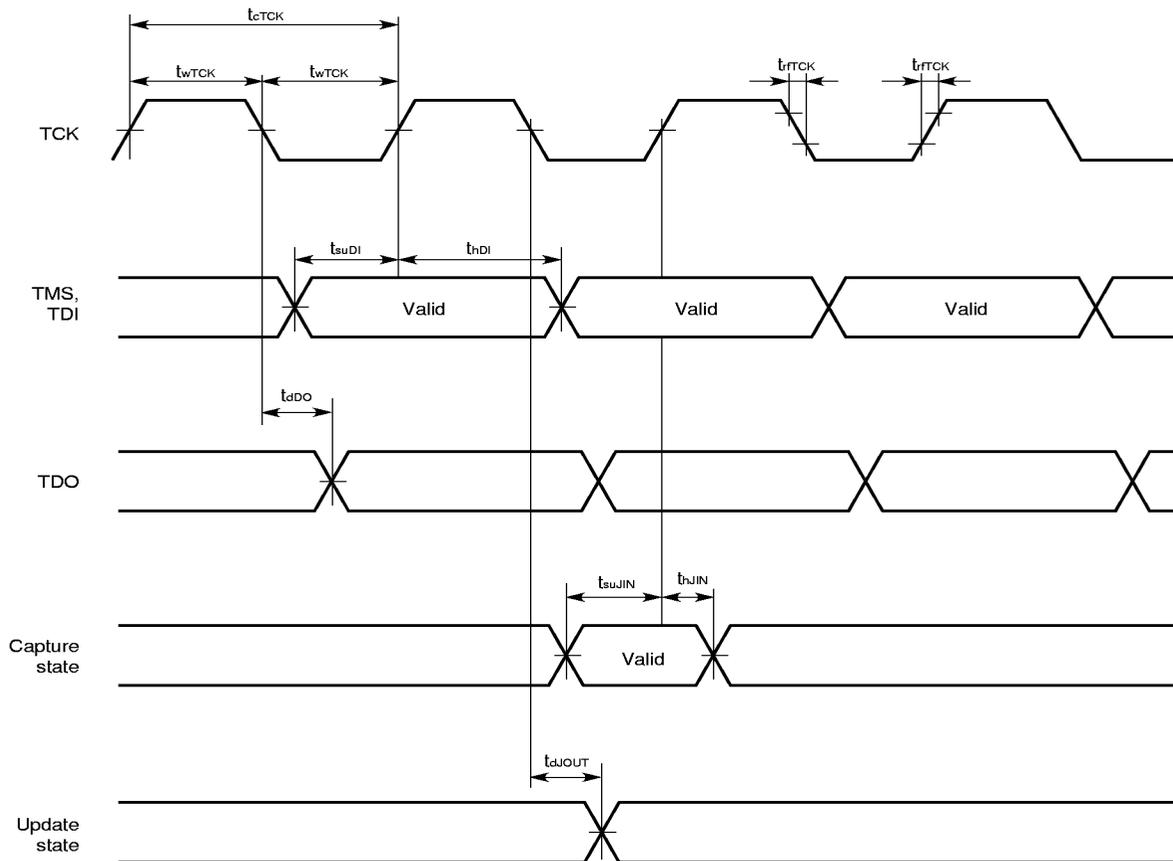 tcTCK
twTCK twTCK trfTCK trfTCK
TCK
tsuDI thDI
TMS,
TDI
Valid Valid Valid
tdDO
TDO
tsuJIN thJIN
Capture
state
Valid
tdJOUT
Update
state